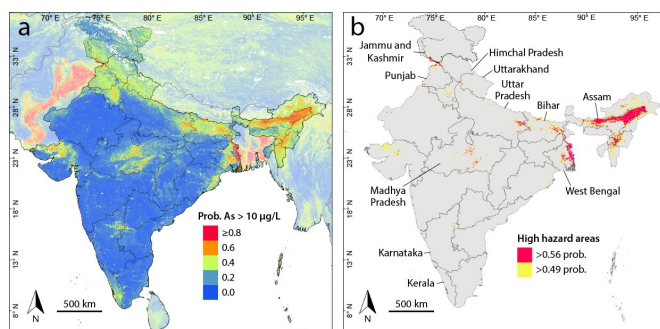 70° E 75° E 80° E 85° E 90° E 95° E
a
33° N
28° N
23° N
18° N
13° N
8° N
Prob. As > 10 µg/L
≥0.8
0.6
0.4
0.2
0.0
N
500 km
70° E 75° E 80° E 85° E 90° E 95° E
b
33° N
28° N
23° N
18° N
13° N
8° N
Jammu and
Kashmir
Himchal Pradesh
Punjab
Uttarakhand
Uttar
Pradesh
Bihar
Assam
Madhya
Pradesh
West Bengal
Karnataka
Kerala
High hazard areas
>0.56 prob.
>0.49 prob.
N
500 km